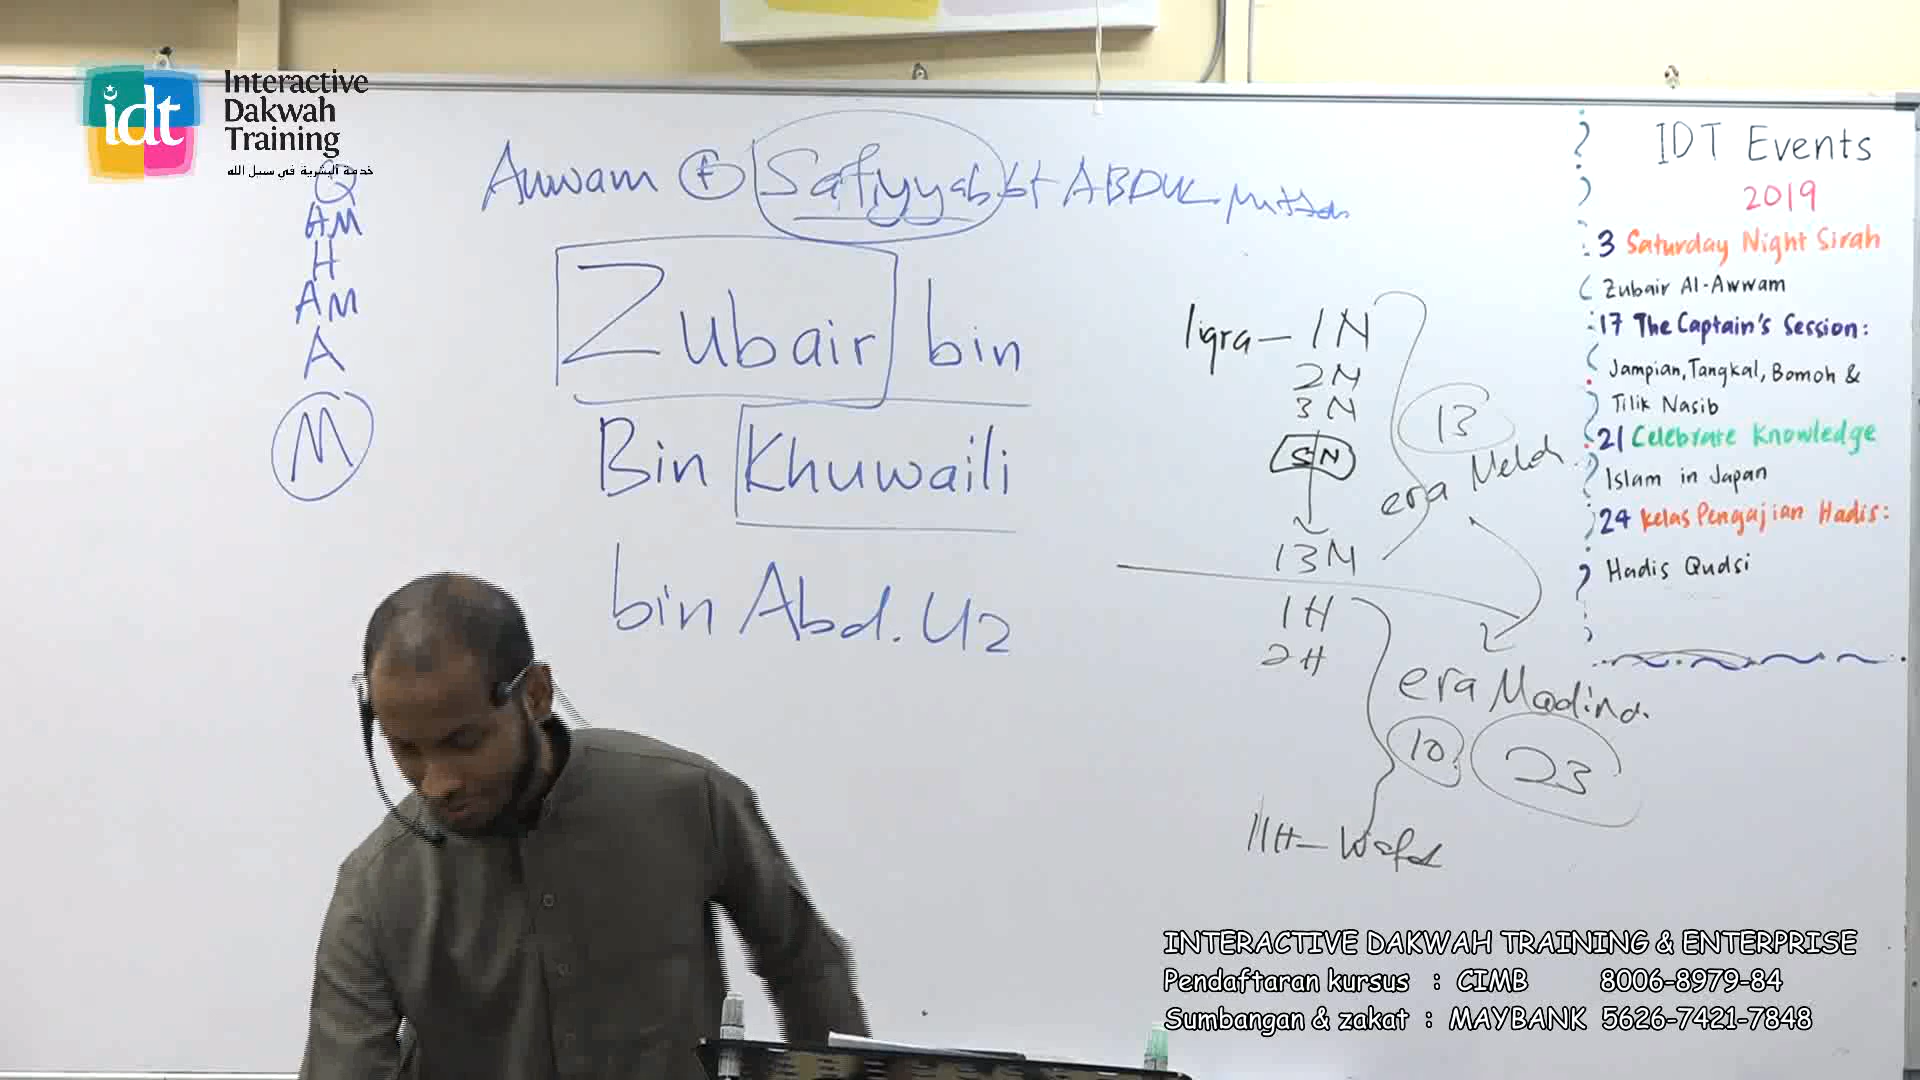 idt
Interactive
Dakwah
Training
خدمة البشرية في سبيل الله
Q
AM
H
AM
A
M
Awwam + Safiyyah bt ABDUL
Zubair bin
Bin Khuwaili
bin Abd. Uz
Iqra - 1N
2N
3N
5N
13N
13
era
1H
2H
era Madina
10
23
11H -
IDT Events
2019
3 Saturday Night Sirah
Zubair Al-Awwam
17 The Captain's Session:
Jampian, Tangkal, Bomoh &
Tilik Nasib
21 Celebrate Knowledge
Islam in Japan
24 Kelas Pengajian Hadis:
Hadis Qudsi
INTERACTIVE DAKWAH TRAINING & ENTERPRISE
Pendaftaran kursus : CIMB 8006-8979-84
Sumbangan & zakat : MAYBANK 5626-7421-7848